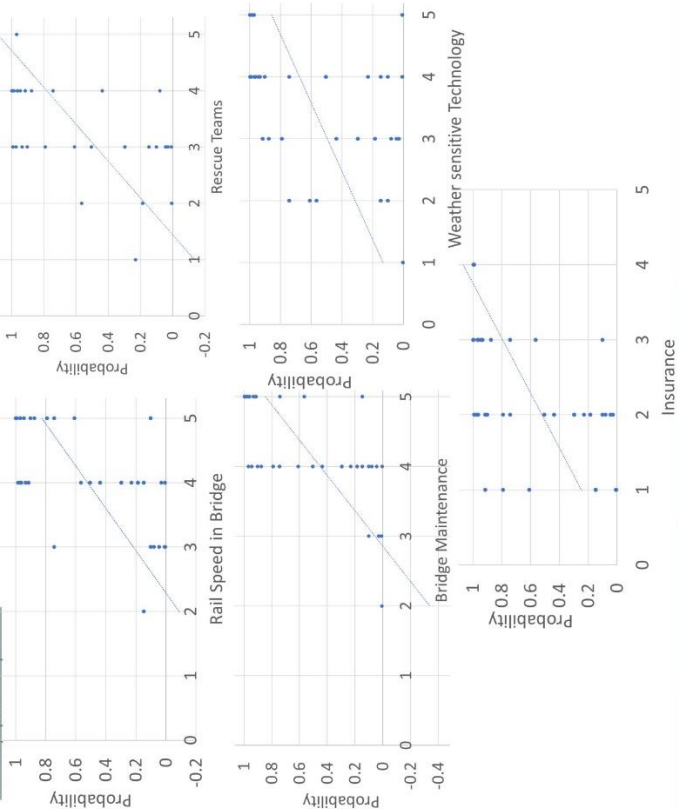 Probability
1
0.8
0.6
0.4
0.2
0
-0.2
0 1 2 3 4 5
Rail Speed in Bridge
Probability
1
0.8
0.6
0.4
0.2
0
-0.2
0 1 2 3 4 5
Rescue Teams
Probability
1
0.8
0.6
0.4
0.2
0
-0.2
-0.4
0 1 2 3 4 5
Bridge Maintenance
Probability
1
0.8
0.6
0.4
0.2
0
0 1 2 3 4 5
Weather sensitive Technology
Probability
1
0.8
0.6
0.4
0.2
0
0 1 2 3 4 5
Insurance